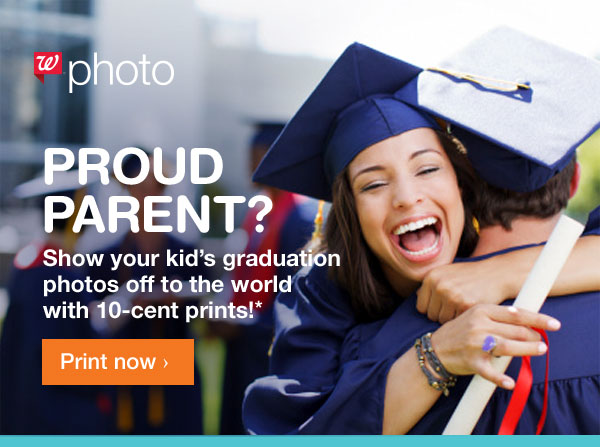 W photo
PROUD
PARENT?
Show your kid's graduation
photos off to the world
with 10-cent prints!*
Print now ›